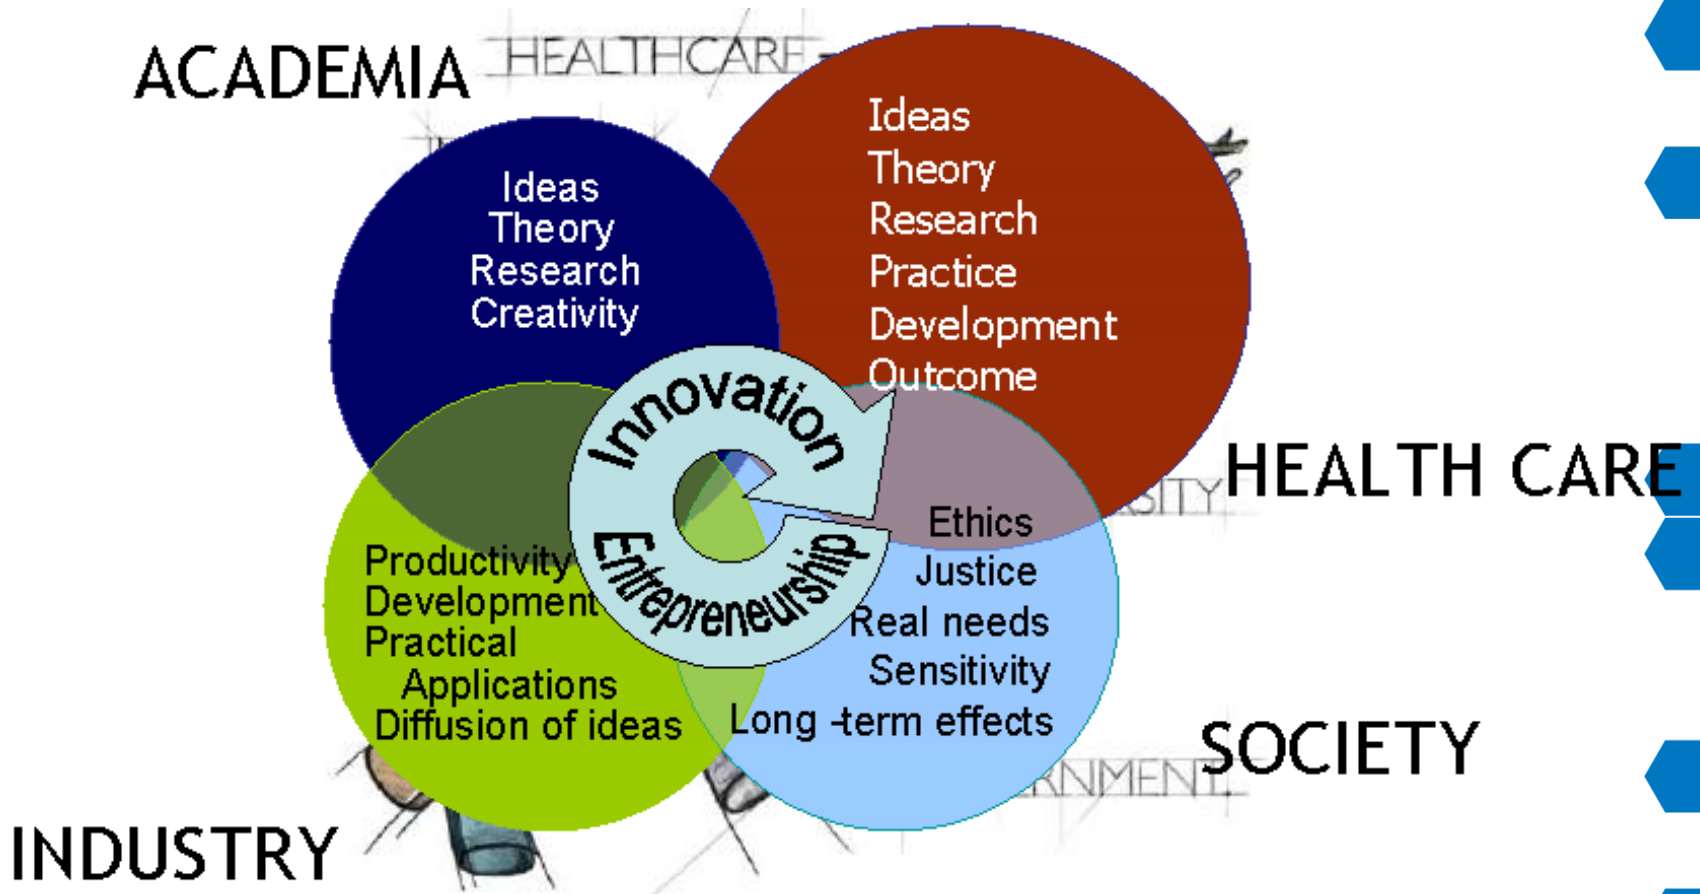 ACADEMIA
HEALTHCARE
Ideas
Theory
Research
Creativity
Ideas
Theory
Research
Practice
Development
Outcome
Innovation
Entrepreneurship
HEALTH CARE
Productivity
Development
Practical
Applications
Diffusion of ideas
Ethics
Justice
Real needs
Sensitivity
Long -term effects
SOCIETY
INDUSTRY